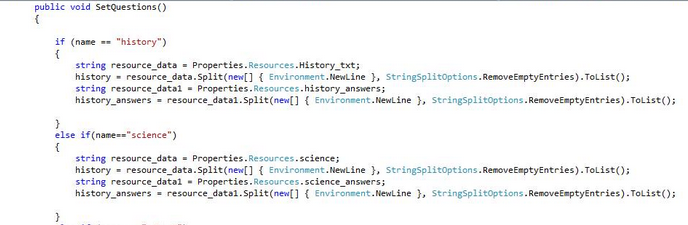 public void SetQuestions()
{
if (name == "history")
{
string resource_data = Properties.Resources.History_txt;
history = resource_data.Split(new[] { Environment.NewLine }, StringSplitOptions.RemoveEmptyEntries).ToList();
string resource_data1 = Properties.Resources.history_answers;
history_answers = resource_data1.Split(new[] { Environment.NewLine }, StringSplitOptions.RemoveEmptyEntries).ToList();
}
else if(name=="science")
{
string resource_data = Properties.Resources.science;
history = resource_data.Split(new[] { Environment.NewLine }, StringSplitOptions.RemoveEmptyEntries).ToList();
string resource_data1 = Properties.Resources.science_answers;
history_answers = resource_data1.Split(new[] { Environment.NewLine }, StringSplitOptions.RemoveEmptyEntries).ToList();
}